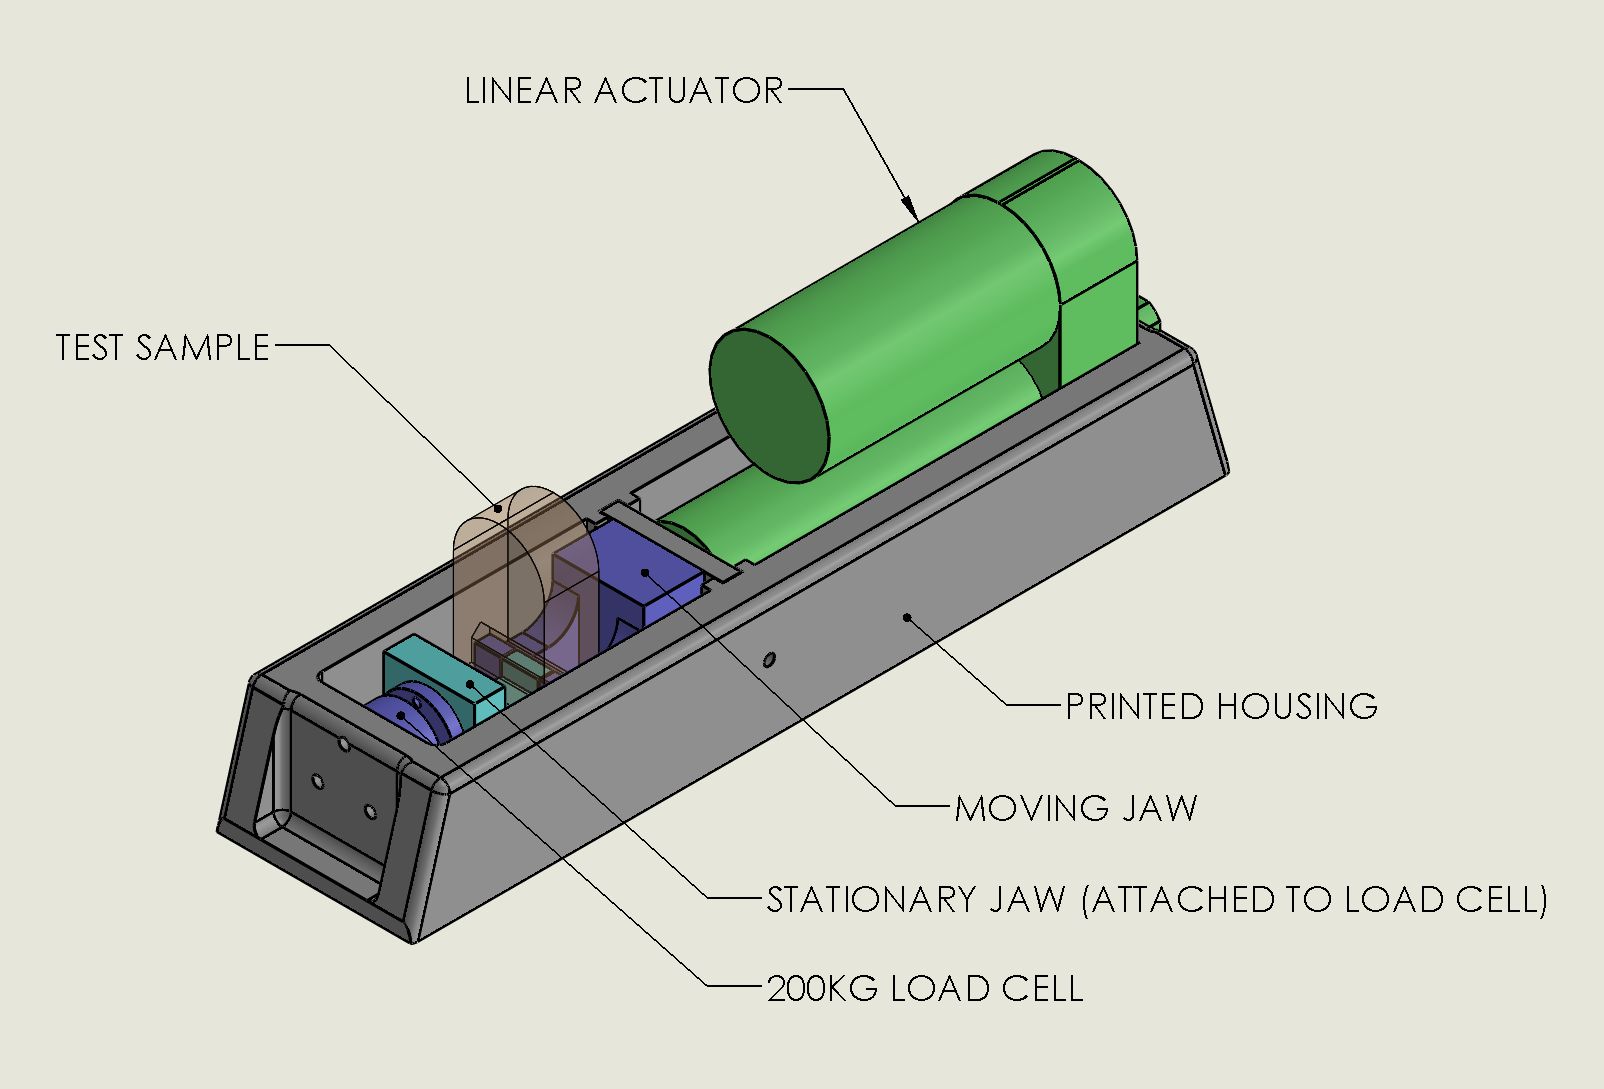 LINEAR ACTUATOR
TEST SAMPLE
PRINTED HOUSING
MOVING JAW
STATIONARY JAW (ATTACHED TO LOAD CELL)
200KG LOAD CELL